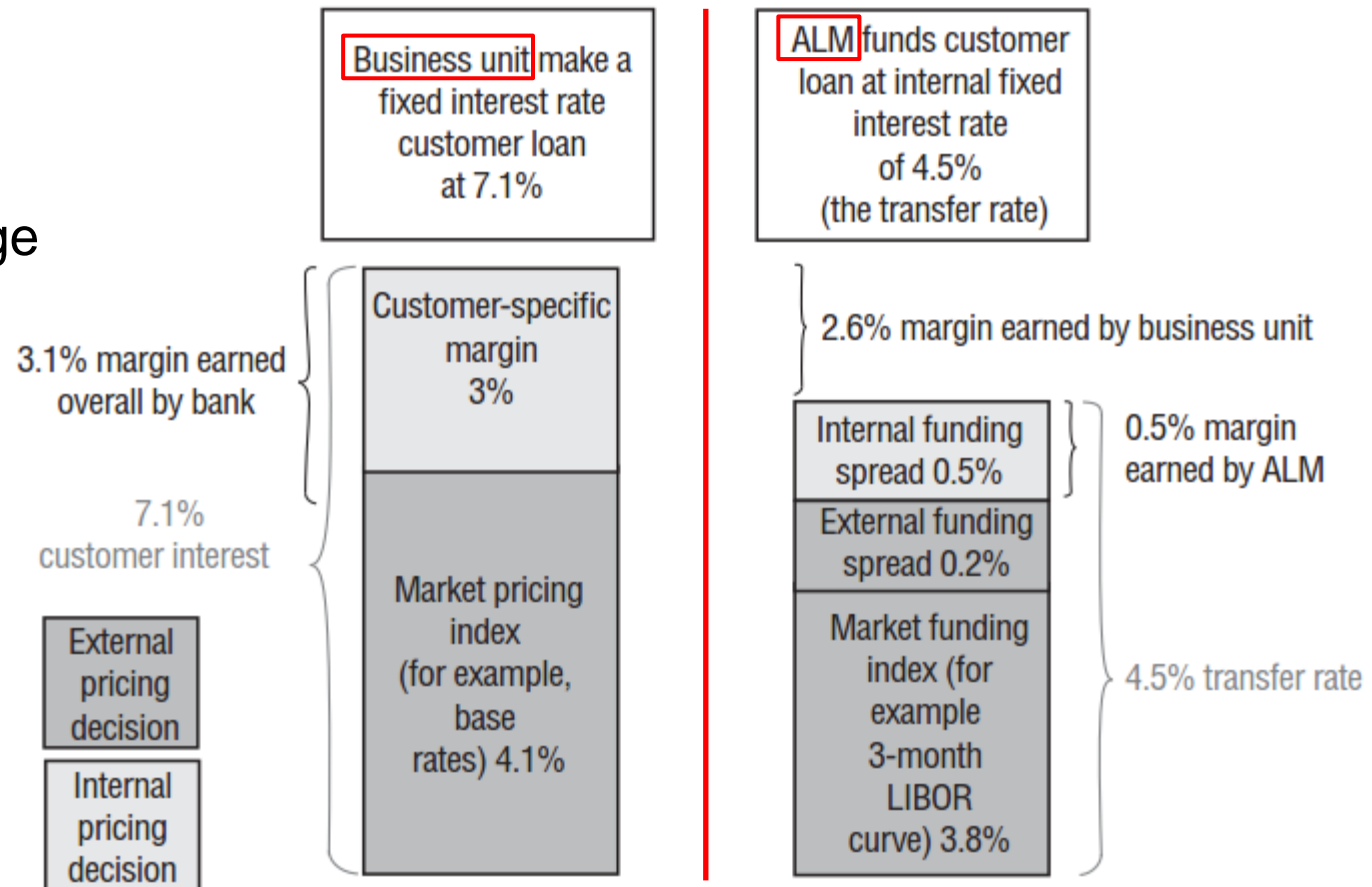 Business unit make a
fixed interest rate
customer loan
at 7.1%
ALM funds customer
loan at internal fixed
interest rate
of 4.5%
(the transfer rate)
ge
3.1% margin earned
overall by bank
7.1%
customer interest
External
pricing
decision
Internal
pricing
decision
Customer-specific
margin
3%
Market pricing
index
(for example,
base
rates) 4.1%
2.6% margin earned by business unit
Internal funding
spread 0.5%
External funding
spread 0.2%
Market funding
index (for
example
3-month
LIBOR
curve) 3.8%
0.5% margin
earned by ALM
4.5% transfer rate